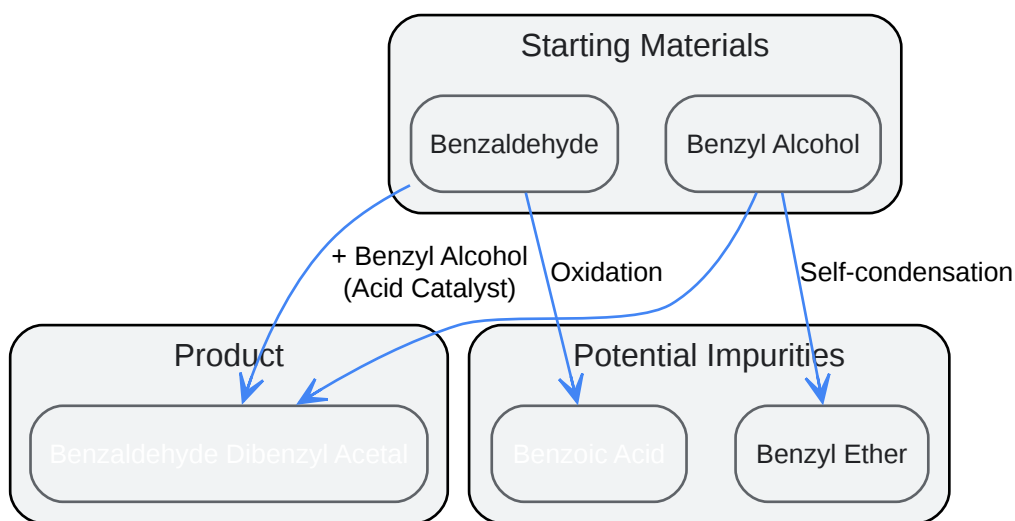 Starting Materials
Benzaldehyde
Benzyl Alcohol
+ Benzyl Alcohol
(Acid Catalyst)
Oxidation
Self-condensation
Product
Potential Impurities
Benzaldehyde Dibenzyl Acetal
Benzoic Acid
Benzyl Ether